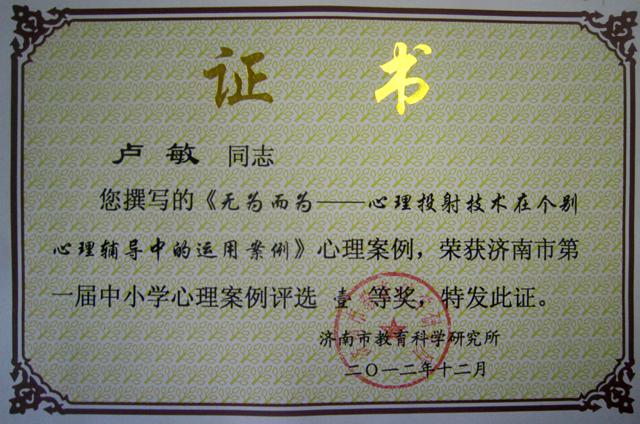 证书
卢敏 同志
您撰写的《无为而为——心理投射技术在个别
心理辅导中的运用案例》心理案例，荣获济南市第
一届中小学心理案例评选 壹 等奖，特发此证。
济南市教育科学研究所
二〇一二年十二月